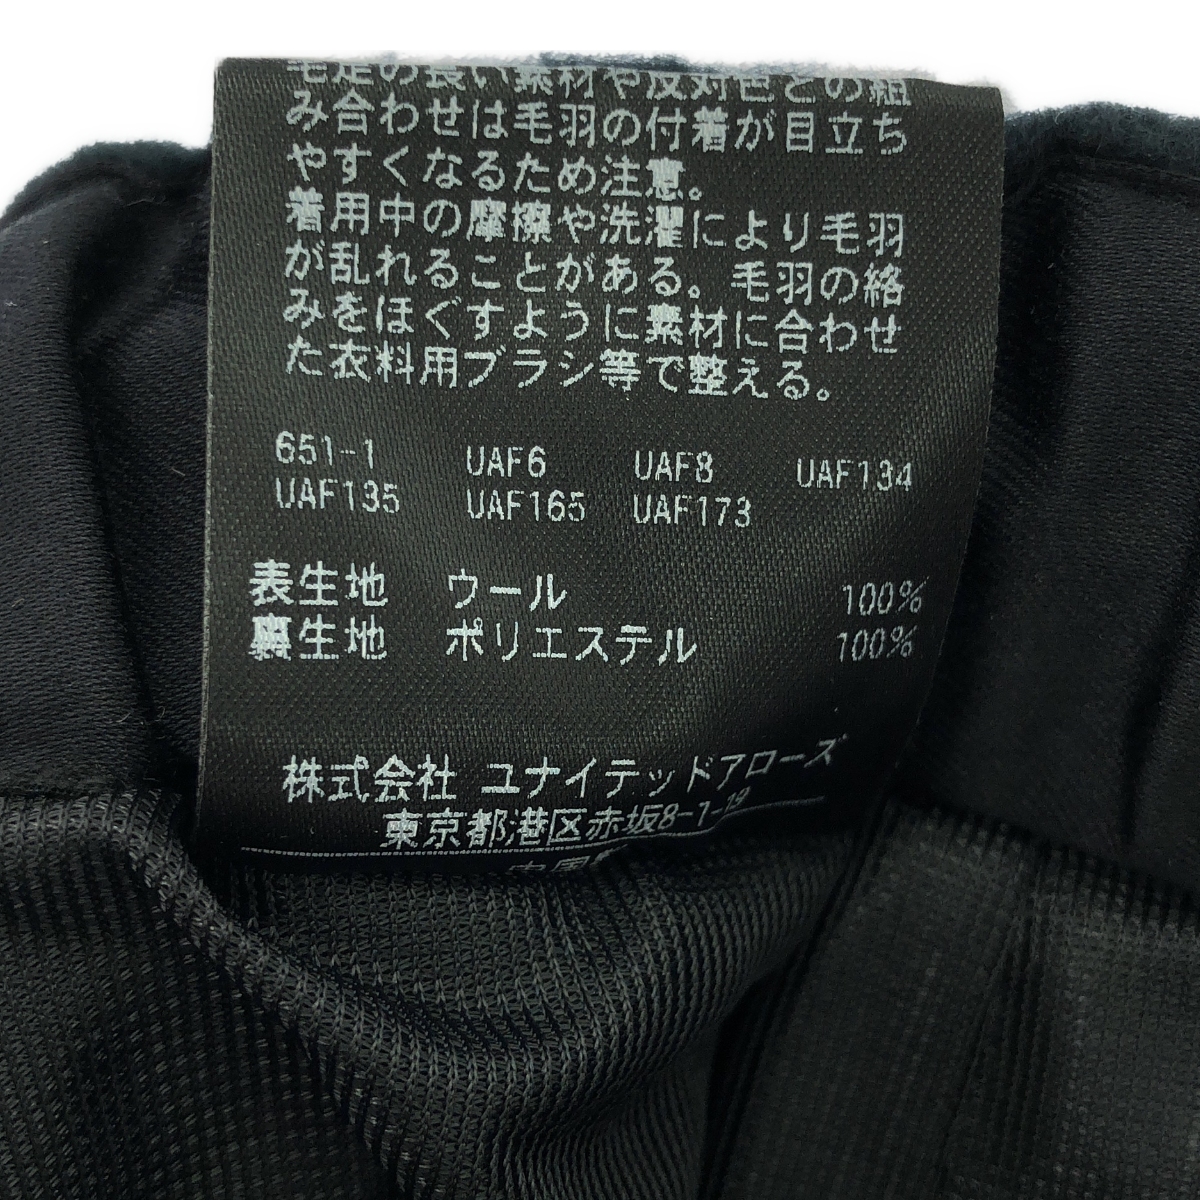 毛足の長い素材や反対色との組
み合わせは毛羽の付着が目立ち
やすくなるため注意。
着用中の摩擦や洗濯により毛羽
が乱れることがある。毛羽の絡
みをほぐすように素材に合わせ
た衣料用ブラシ等で整える。
651-1 UAF6 UAF8 UAF134
UAF135 UAF165 UAF173
表生地 ウール 100%
裏生地 ポリエステル 100%
株式会社 ユナイテッドアローズ
東京都港区赤坂8-1-19